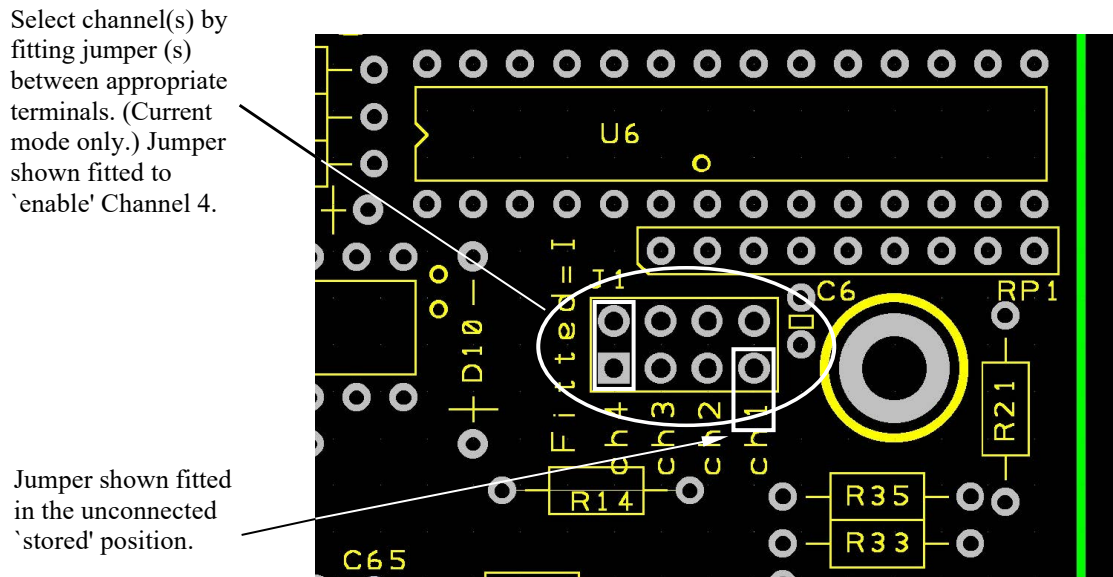 Select channel(s) by
fitting jumper (s)
between appropriate
terminals. (Current
mode only.) Jumper
shown fitted to
`enable' Channel 4.
Jumper shown fitted
in the unconnected
`stored' position.
U6
J1
Fitted=I
C6
RP1
D10
R21
ch4
ch3
ch2
ch1
R14
R35
R33
C65